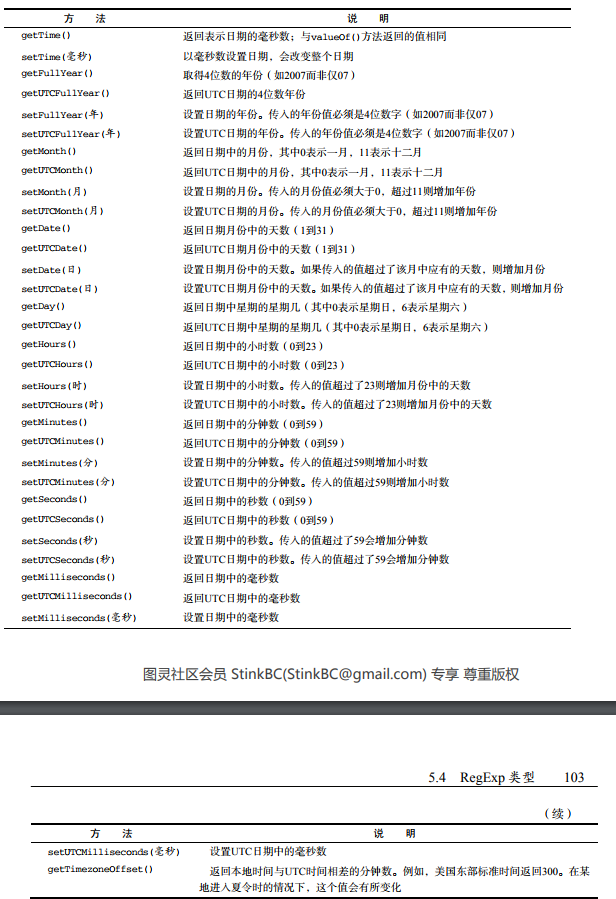 方 法 说 明
getTime() 返回表示日期的毫秒数；与valueOf()方法返回的值相同
setTime(毫秒) 以毫秒数设置日期，会改变整个日期
getFullYear() 取得4位数的年份（如2007而非仅07）
getUTCFullYear() 返回UTC日期的4位数年份
setFullYear(年) 设置日期的年份。传入的年份值必须是4位数字（如2007而非仅07）
setUTCFullYear(年) 设置UTC日期的年份。传入的年份值必须是4位数字（如2007而非仅07）
getMonth() 返回日期中的月份，其中0表示一月，11表示十二月
getUTCMonth() 返回UTC日期中的月份，其中0表示一月，11表示十二月
setMonth(月) 设置日期的月份。传入的月份值必须大于0，超过11则增加年份
setUTCMonth(月) 设置UTC日期的月份。传入的月份值必须大于0，超过11则增加年份
getDate() 返回日期月份中的天数（1到31）
getUTCDate() 返回UTC日期月份中的天数（1到31）
setDate(日) 设置日期月份中的天数。如果传入的值超过了该月中应有的天数，则增加月份
setUTCDate(日) 设置UTC日期月份中的天数。如果传入的值超过了该月中应有的天数，则增加月份
getDay() 返回日期中星期的星期几（其中0表示星期日，6表示星期六）
getUTCDay() 返回UTC日期中星期的星期几（其中0表示星期日，6表示星期六）
getHours() 返回日期中的小时数（0到23）
getUTCHours() 返回UTC日期中的小时数（0到23）
setHours(时) 设置日期中的小时数。传入的值超过了23则增加月份中的天数
setUTCHours(时) 设置UTC日期中的小时数。传入的值超过了23则增加月份中的天数
getMinutes() 返回日期中的分钟数（0到59）
getUTCMinutes() 返回UTC日期中的分钟数（0到59）
setMinutes(分) 设置日期中的分钟数。传入的值超过59则增加小时数
setUTCMinutes(分) 设置UTC日期中的分钟数。传入的值超过59则增加小时数
getSeconds() 返回日期中的秒数（0到59）
getUTCSeconds() 返回UTC日期中的秒数（0到59）
setSeconds(秒) 设置日期中的秒数。传入的值超过了59会增加分钟数
setUTCSeconds(秒) 设置UTC日期中的秒数。传入的值超过了59会增加分钟数
getMilliseconds() 返回日期中的毫秒数
getUTCMilliseconds() 返回UTC日期中的毫秒数
setMilliseconds(毫秒) 设置日期中的毫秒数
图灵社区会员 StinkBC(StinkBC@gmail.com) 专享 尊重版权
5.4 RegExp 类型 103
（续）
方 法 说 明
setUTCMilliseconds(毫秒) 设置UTC日期中的毫秒数
getTimezoneOffset() 返回本地时间与UTC时间相差的分钟数。例如，美国东部标准时间返回300。在某
地进入夏令时的情况下，这个值会有所变化